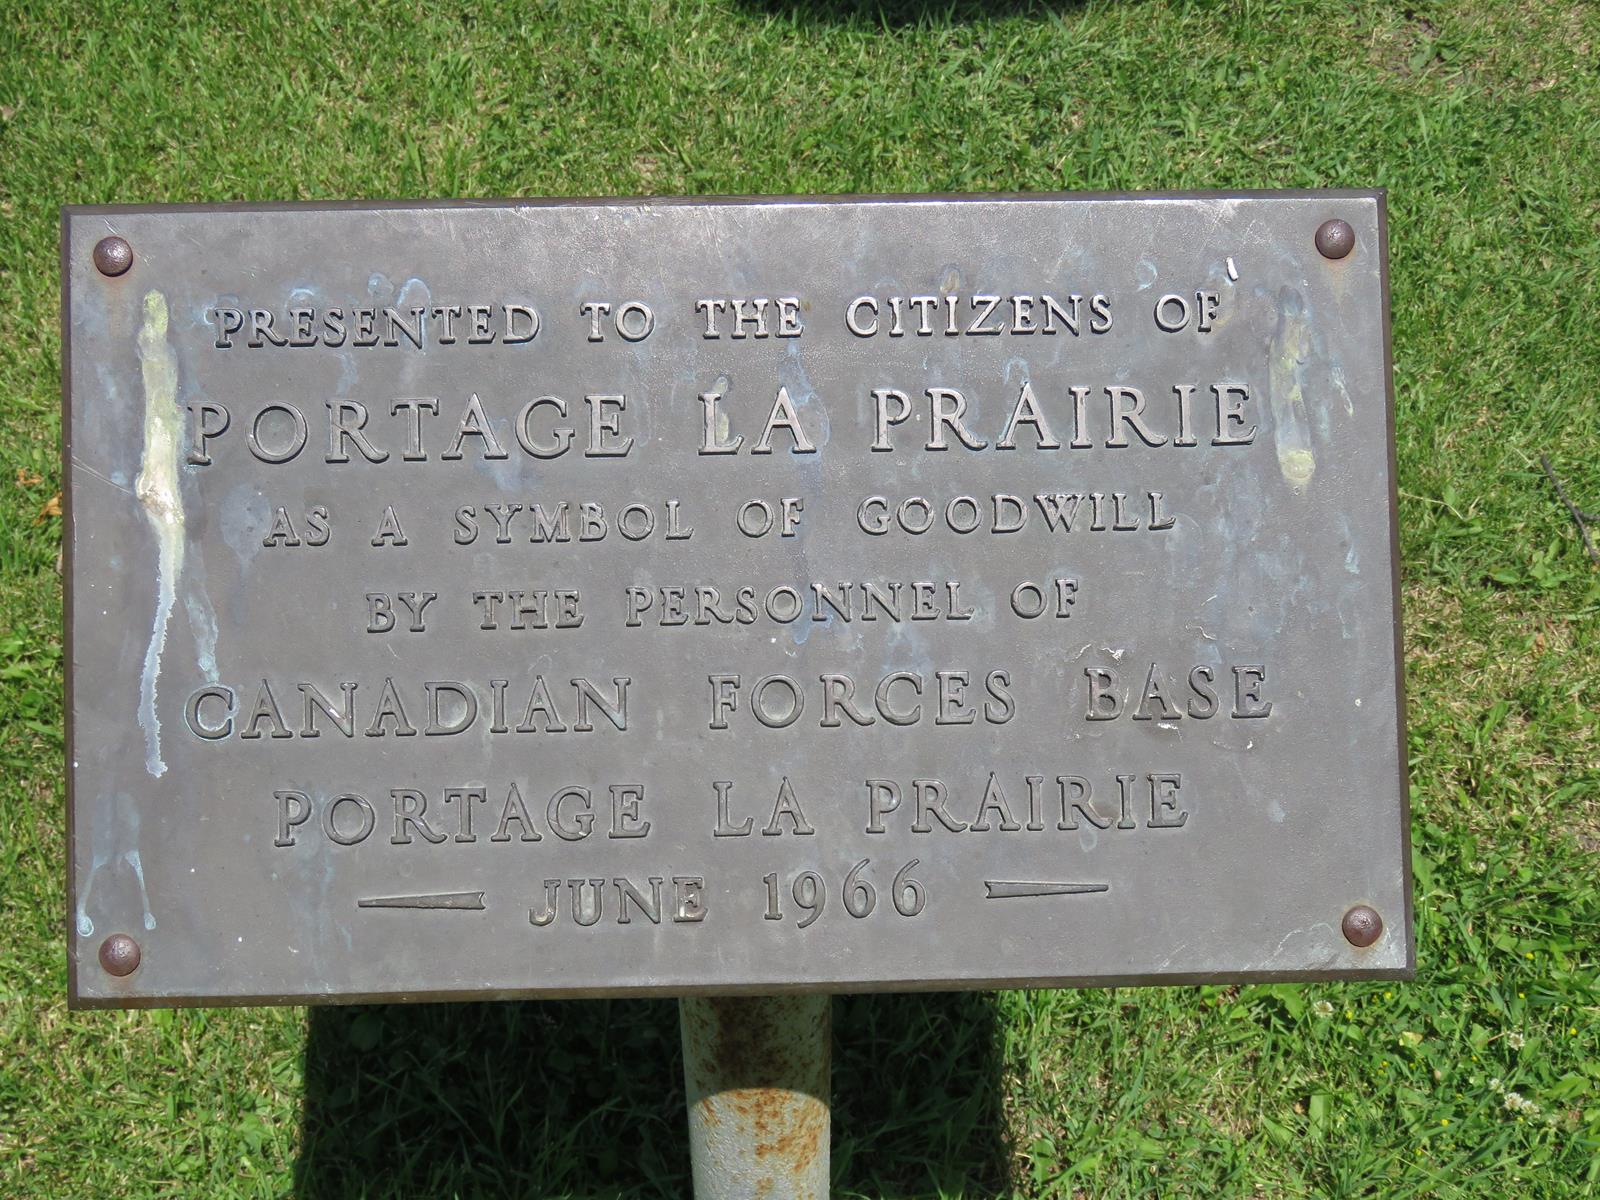 PRESENTED TO THE CITIZENS OF
PORTAGE LA PRAIRIE
AS A SYMBOL OF GOODWILL
BY THE PERSONNEL OF
CANADIAN FORCES BASE
PORTAGE LA PRAIRIE
JUNE 1966